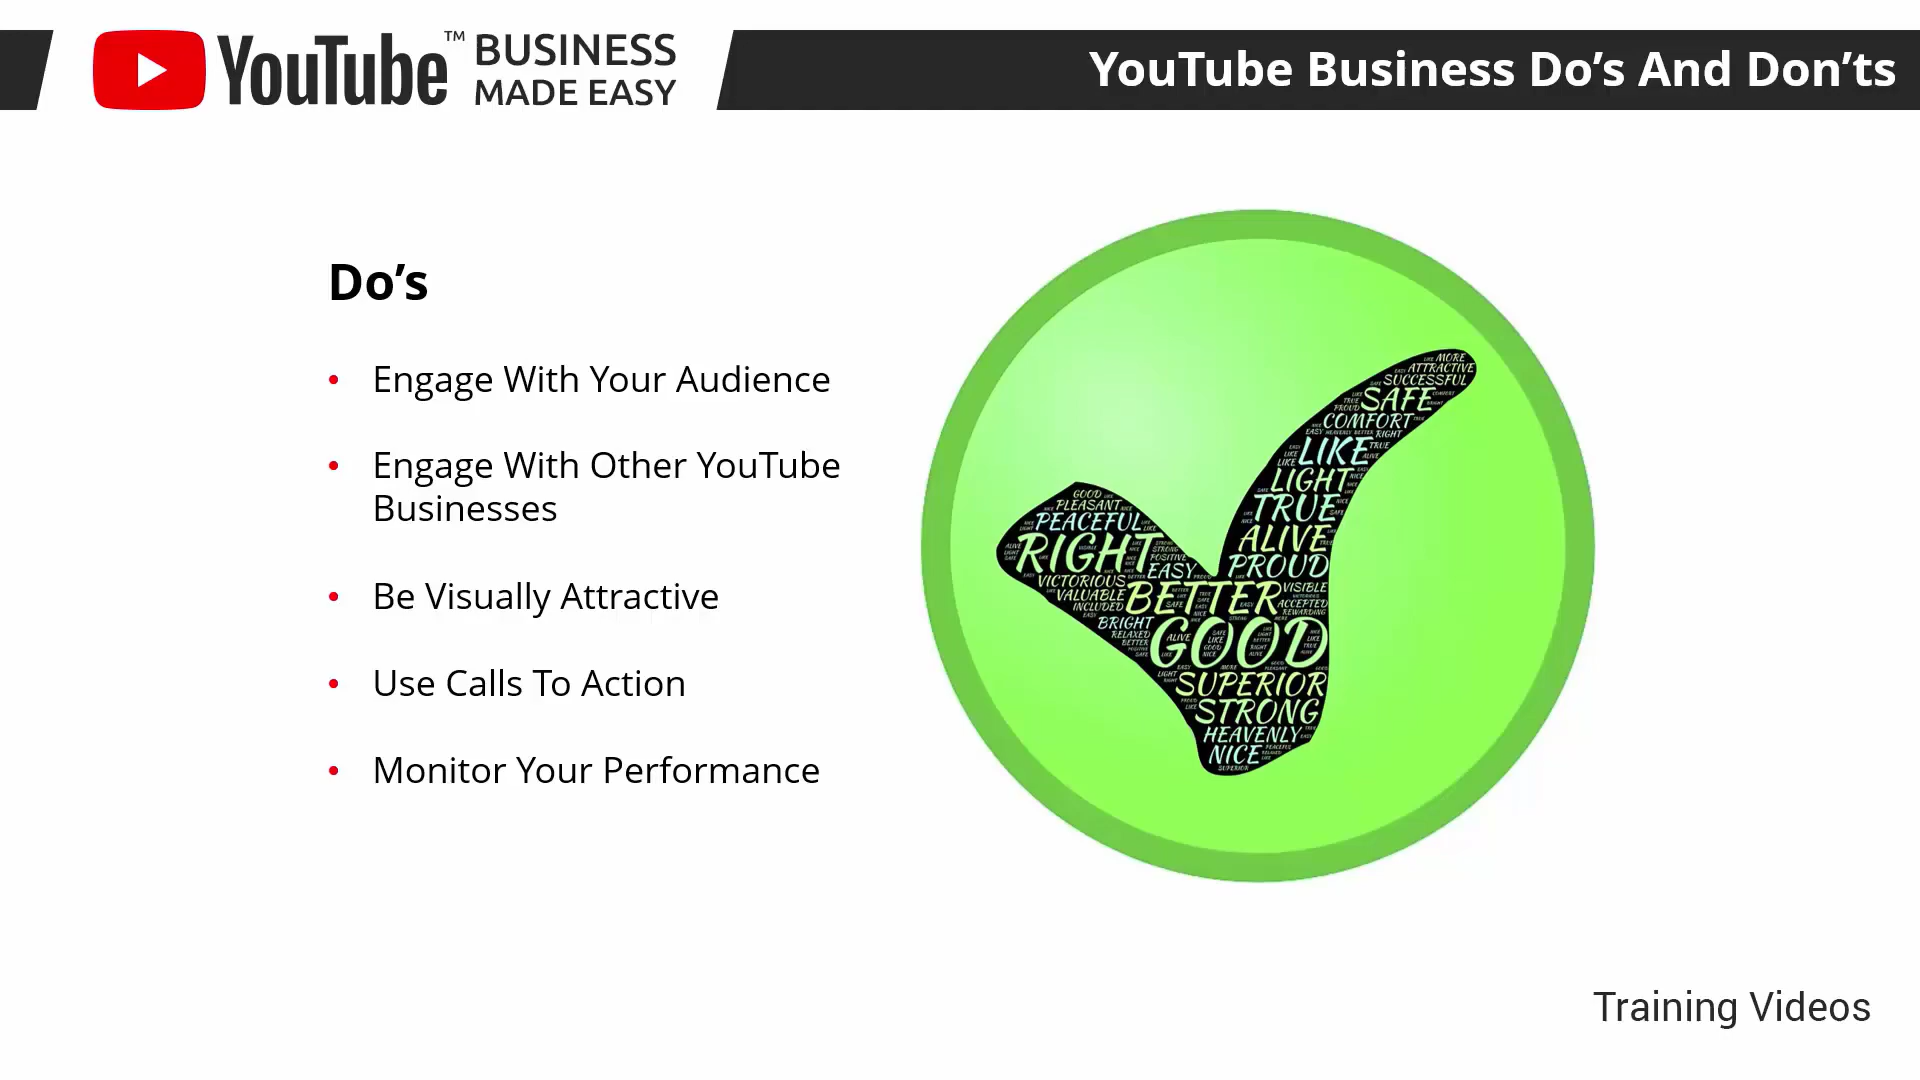 YouTube™ BUSINESS
MADE EASY
YouTube Business Do’s And Don’ts
Do’s
• Engage With Your Audience
• Engage With Other YouTube
Businesses
• Be Visually Attractive
• Use Calls To Action
• Monitor Your Performance
MORE
ATTRACTIVE
SUCCESSFUL
SAFE
COMFORT
LIKE
LIGHT
TRUE
ALIVE
PROUD
GOOD
PLEASANT
PEACEFUL
RIGHT
EASY
VICTORIOUS
VALUABLE
INCLUDED
BETTER
VISIBLE
ACCEPTED
REWARDING
BRIGHT
RELAXED
BETTER
GOOD
SUPERIOR
STRONG
HEAVENLY
NICE
SUPERIOR
Training Videos